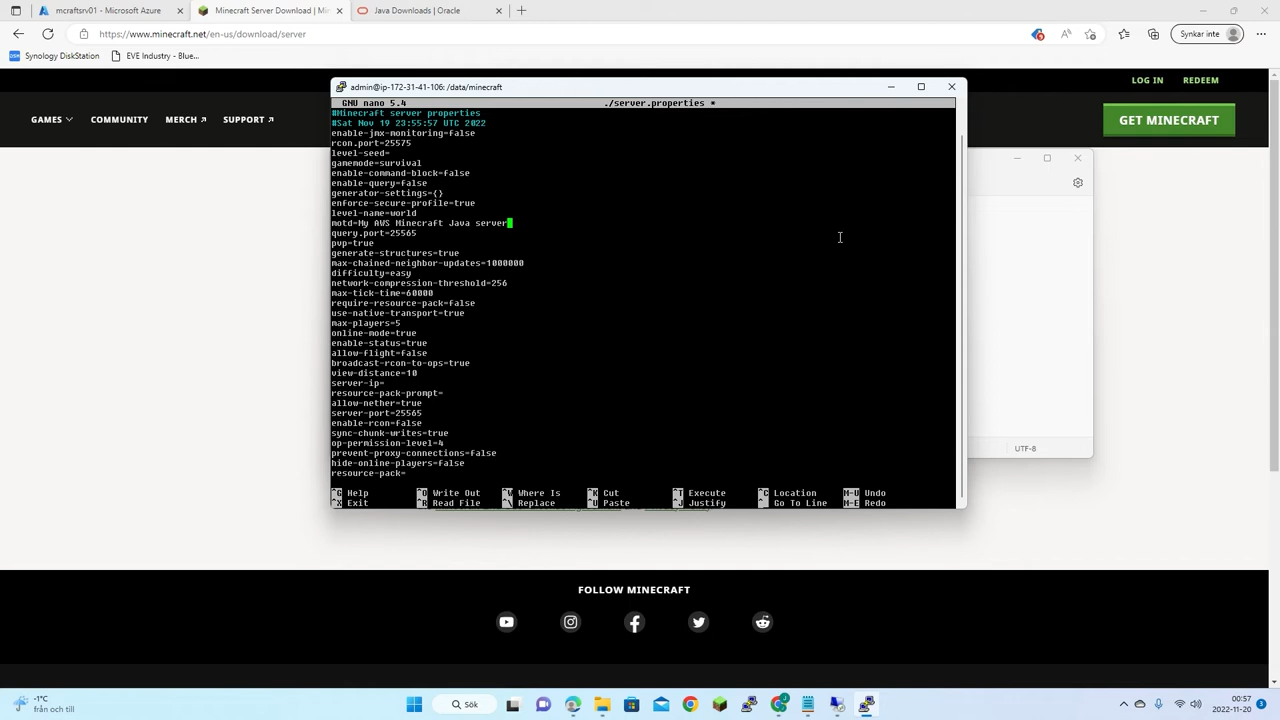 mcraftsrv01 - Microsoft Azure
Minecraft Server Download | Min
Java Downloads | Oracle
https://www.minecraft.net/en-us/download/server
Synkar inte
Synology DiskStation
EVE Industry - Blue...
LOG IN
REDEEM
GAMES
COMMUNITY
MERCH
SUPPORT
GET MINECRAFT
admin@ip-172-31-41-106: /data/minecraft
GNU nano 5.4
./server.properties *
#Minecraft server properties
#Sat Nov 19 23:55:57 UTC 2022
enable-jmx-monitoring=false
rcon.port=25575
level-seed=
gamemode=survival
enable-command-block=false
enable-query=false
generator-settings={}
enforce-secure-profile=true
level-name=world
motd=My AWS Minecraft Java server
query.port=25565
pvp=true
generate-structures=true
max-chained-neighbor-updates=1000000
difficulty=easy
network-compression-threshold=256
max-tick-time=60000
require-resource-pack=false
use-native-transport=true
max-players=5
online-mode=true
enable-status=true
allow-flight=false
broadcast-rcon-to-ops=true
view-distance=10
server-ip=
resource-pack-prompt=
allow-nether=true
server-port=25565
enable-rcon=false
sync-chunk-writes=true
op-permission-level=4
prevent-proxy-connections=false
hide-online-players=false
resource-pack=
^G Help ^O Write Out ^W Where Is ^K Cut ^T Execute ^C Location M-U Undo
^X Exit ^R Read File ^\ Replace ^U Paste ^J Justify ^_ Go To Line M-E Redo
UTF-8
FOLLOW MINECRAFT
-1°C
från och till
Sök
00:57
2022-11-20